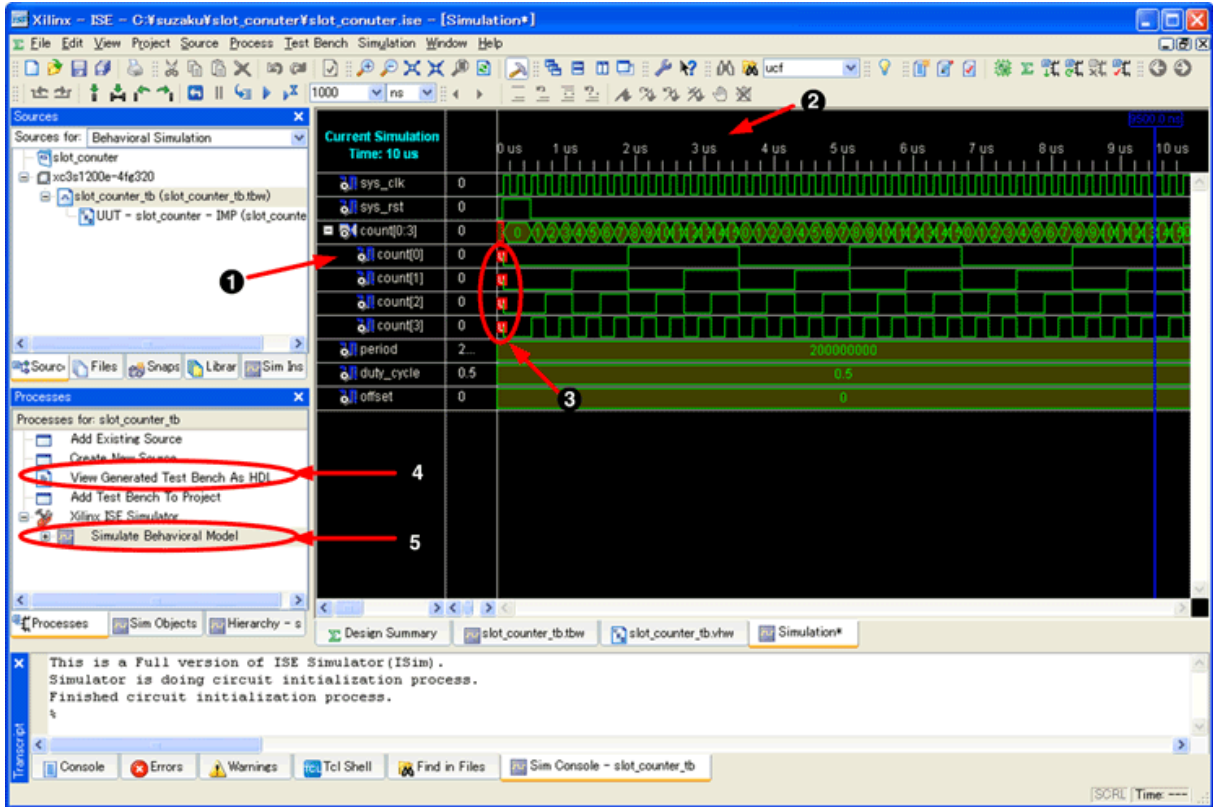 Xilinx - ISE - C:¥suzaku¥slot_conuter¥slot_conuter.ise - [Simulation*]
File Edit View Project Source Process Test Bench Simulation Window Help
ucf
1000 ns
Sources
Sources for: Behavioral Simulation
slot_conuter
xc3s1200e-4fg320
slot_counter_tb (slot_counter_tb.tbw)
UUT - slot_counter - IMP (slot_counte
Sourc Files Snaps Librar Sim Ins
Processes
Processes for: slot_counter_tb
Add Existing Source
Create New Source
View Generated Test Bench As HDL
Add Test Bench To Project
Xilinx ISE Simulator
Simulate Behavioral Model
Processes Sim Objects Hierarchy - s
Current Simulation
Time: 10 us
9500.0 ns
0 us 1 us 2 us 3 us 4 us 5 us 6 us 7 us 8 us 9 us 10 us
sys_clk 0
sys_rst 0
count[0:3] 0
count[0] 0 U
count[1] 0 U
count[2] 0 U
count[3] 0 U
period 2... 200000000
duty_cycle 0.5 0.5
offset 0 0
1
2
3
4
5
Design Summary slot_counter_tb.tbw slot_counter_tb.vhw Simulation*
This is a Full version of ISE Simulator(ISim).
Simulator is doing circuit initialization process.
Finished circuit initialization process.
%
Transcript
Console Errors Warnings Tcl Shell Find in Files Sim Console - slot_counter_tb
SCRL Time: ---